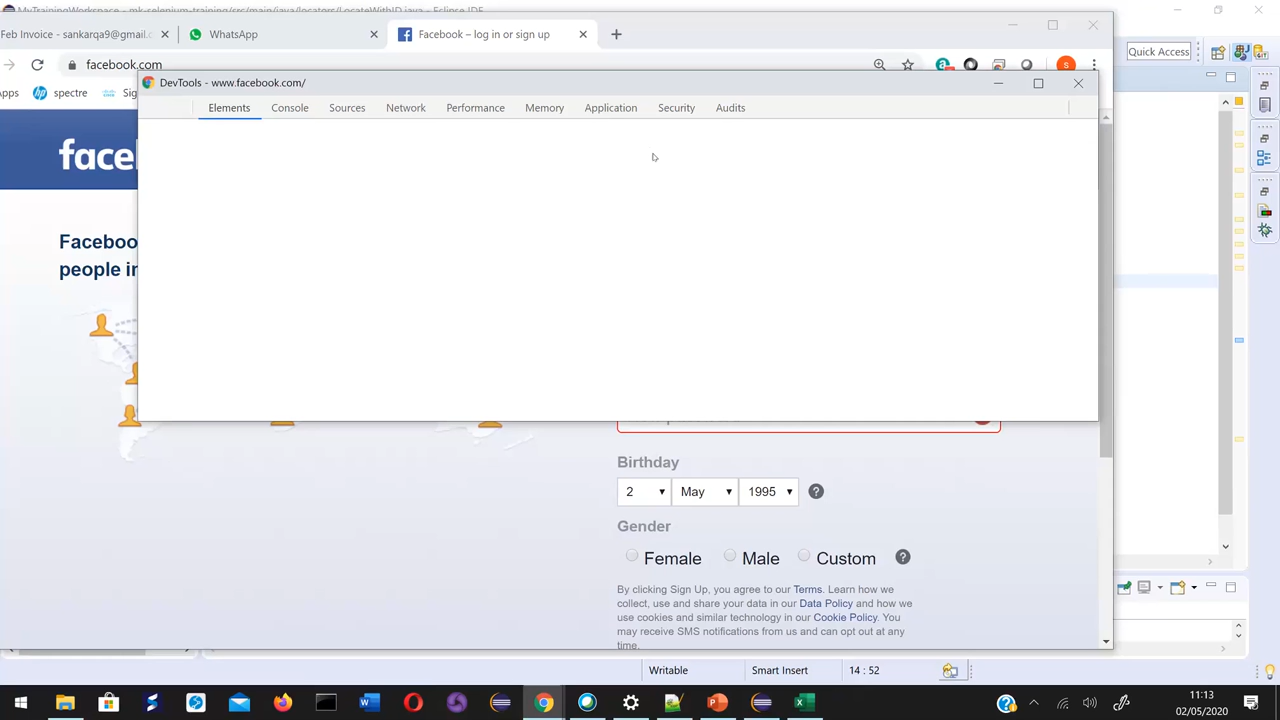 MyTrainingWorkspace - mk-selenium-training/src/main/java/locators/LocateWithID.java - Eclipse IDE
Feb Invoice - sankarqa9@gmail.c
WhatsApp
Facebook – log in or sign up
Quick Access
facebook.com
s
pps
spectre
Sig
DevTools - www.facebook.com/
Elements
Console
Sources
Network
Performance
Memory
Application
Security
Audits
face
Faceboo
people in
Birthday
2
May
1995
Gender
Female
Male
Custom
By clicking Sign Up, you agree to our Terms. Learn how we
collect, use and share your data in our Data Policy and how we
use cookies and similar technology in our Cookie Policy. You
may receive SMS notifications from us and can opt out at any
time.
Writable
Smart Insert
14 : 52
11:13
02/05/2020